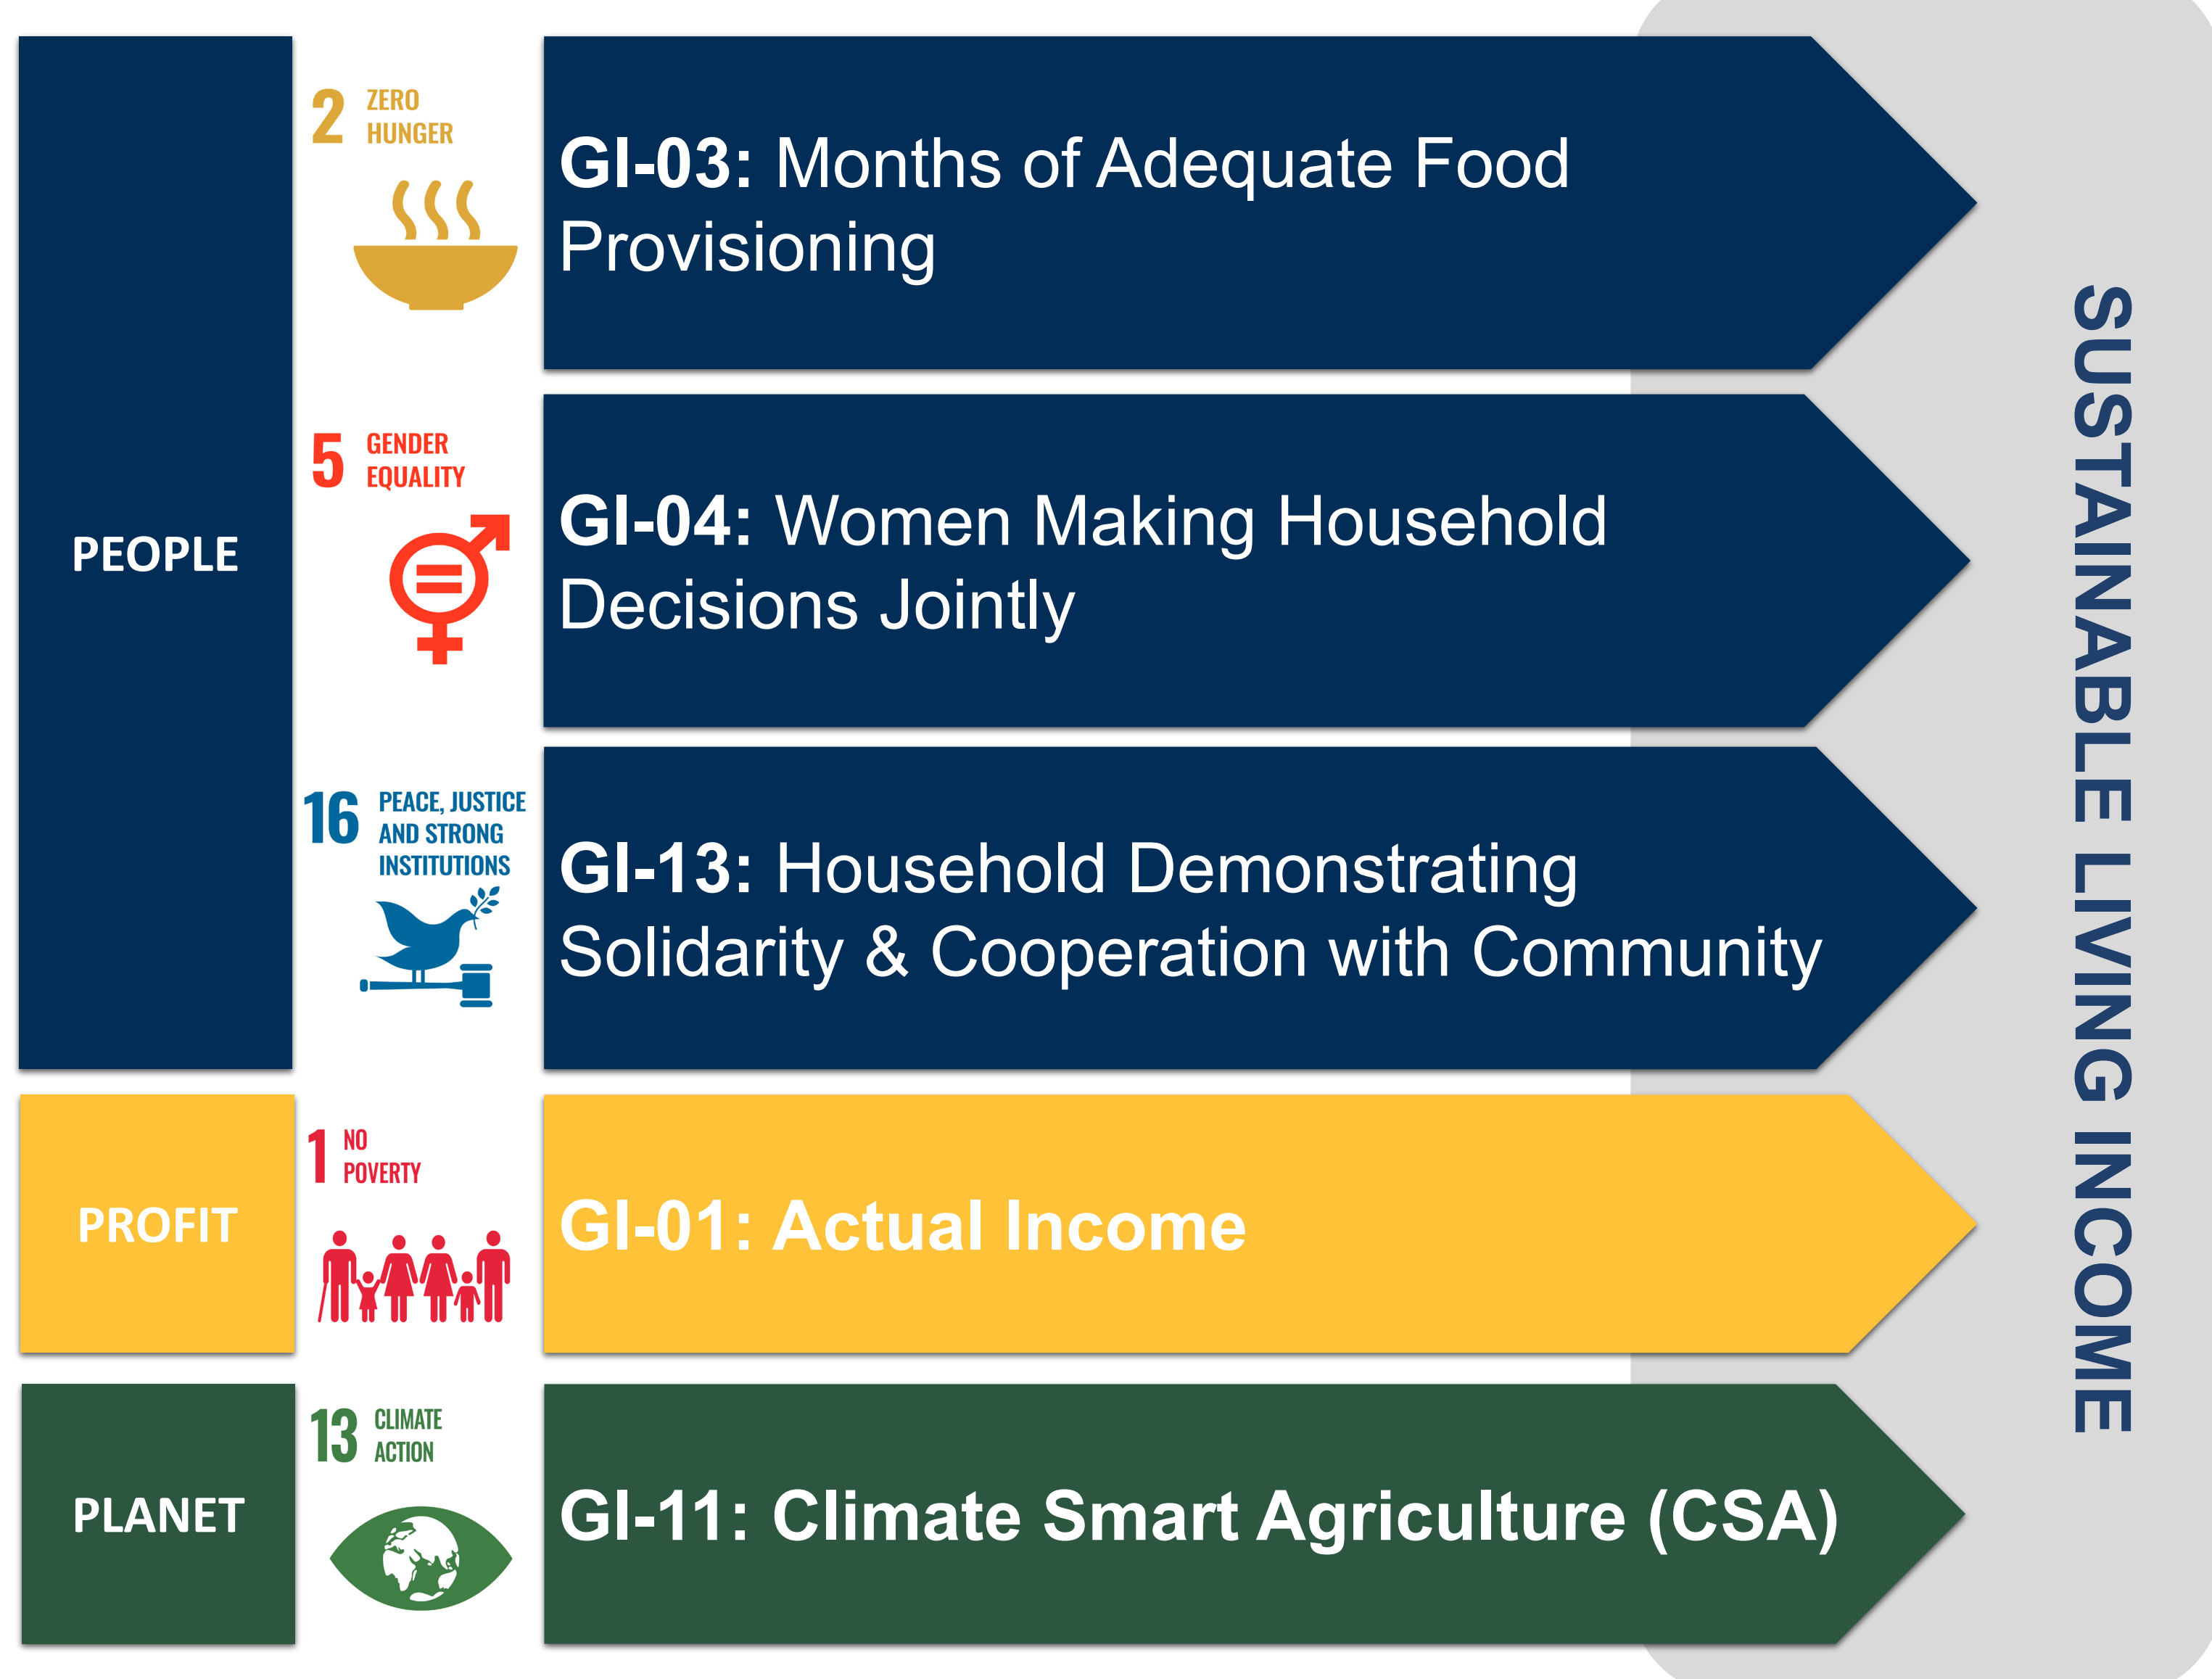 PEOPLE
2 ZERO
HUNGER
GI-03: Months of Adequate Food
Provisioning
5 GENDER
EQUALITY
GI-04: Women Making Household
Decisions Jointly
16 PEACE, JUSTICE
AND STRONG
INSTITUTIONS
GI-13: Household Demonstrating
Solidarity & Cooperation with Community
PROFIT
1 NO
POVERTY
GI-01: Actual Income
PLANET
13 CLIMATE
ACTION
GI-11: Climate Smart Agriculture (CSA)
SUSTAINABLE LIVING INCOME